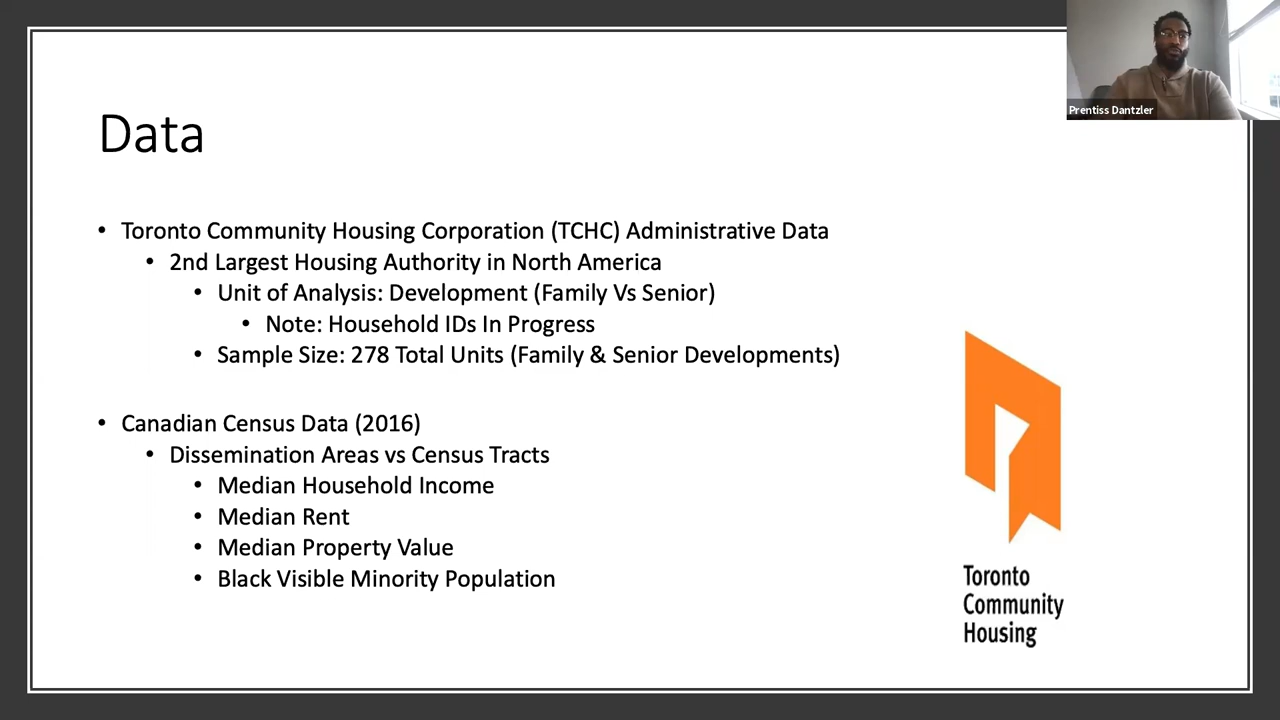 Prentiss Dantzler
Data
• Toronto Community Housing Corporation (TCHC) Administrative Data
• 2nd Largest Housing Authority in North America
• Unit of Analysis: Development (Family Vs Senior)
• Note: Household IDs In Progress
• Sample Size: 278 Total Units (Family & Senior Developments)
• Canadian Census Data (2016)
• Dissemination Areas vs Census Tracts
• Median Household Income
• Median Rent
• Median Property Value
• Black Visible Minority Population
Toronto
Community
Housing